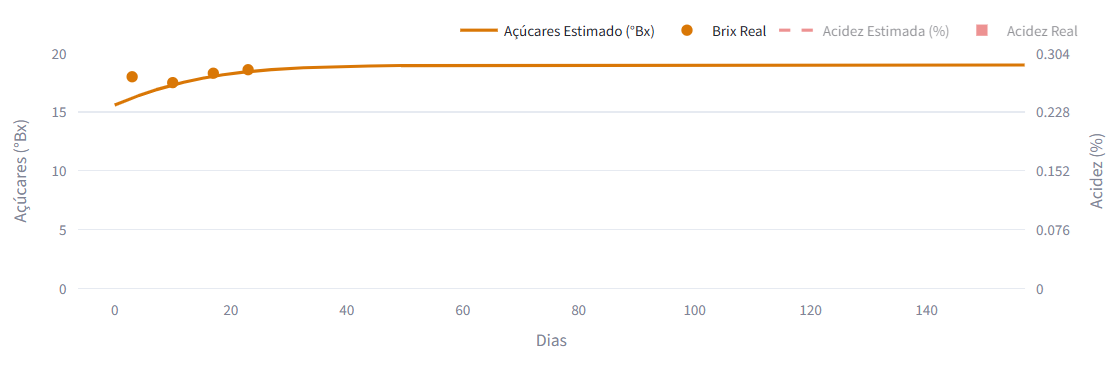 Açúcares Estimado (°Bx) Brix Real Acidez Estimada (%) Acidez Real
20 0.304
15 0.228
10 0.152
5 0.076
0 0
Açúcares (°Bx)
Acidez (%)
0 20 40 60 80 100 120 140
Dias